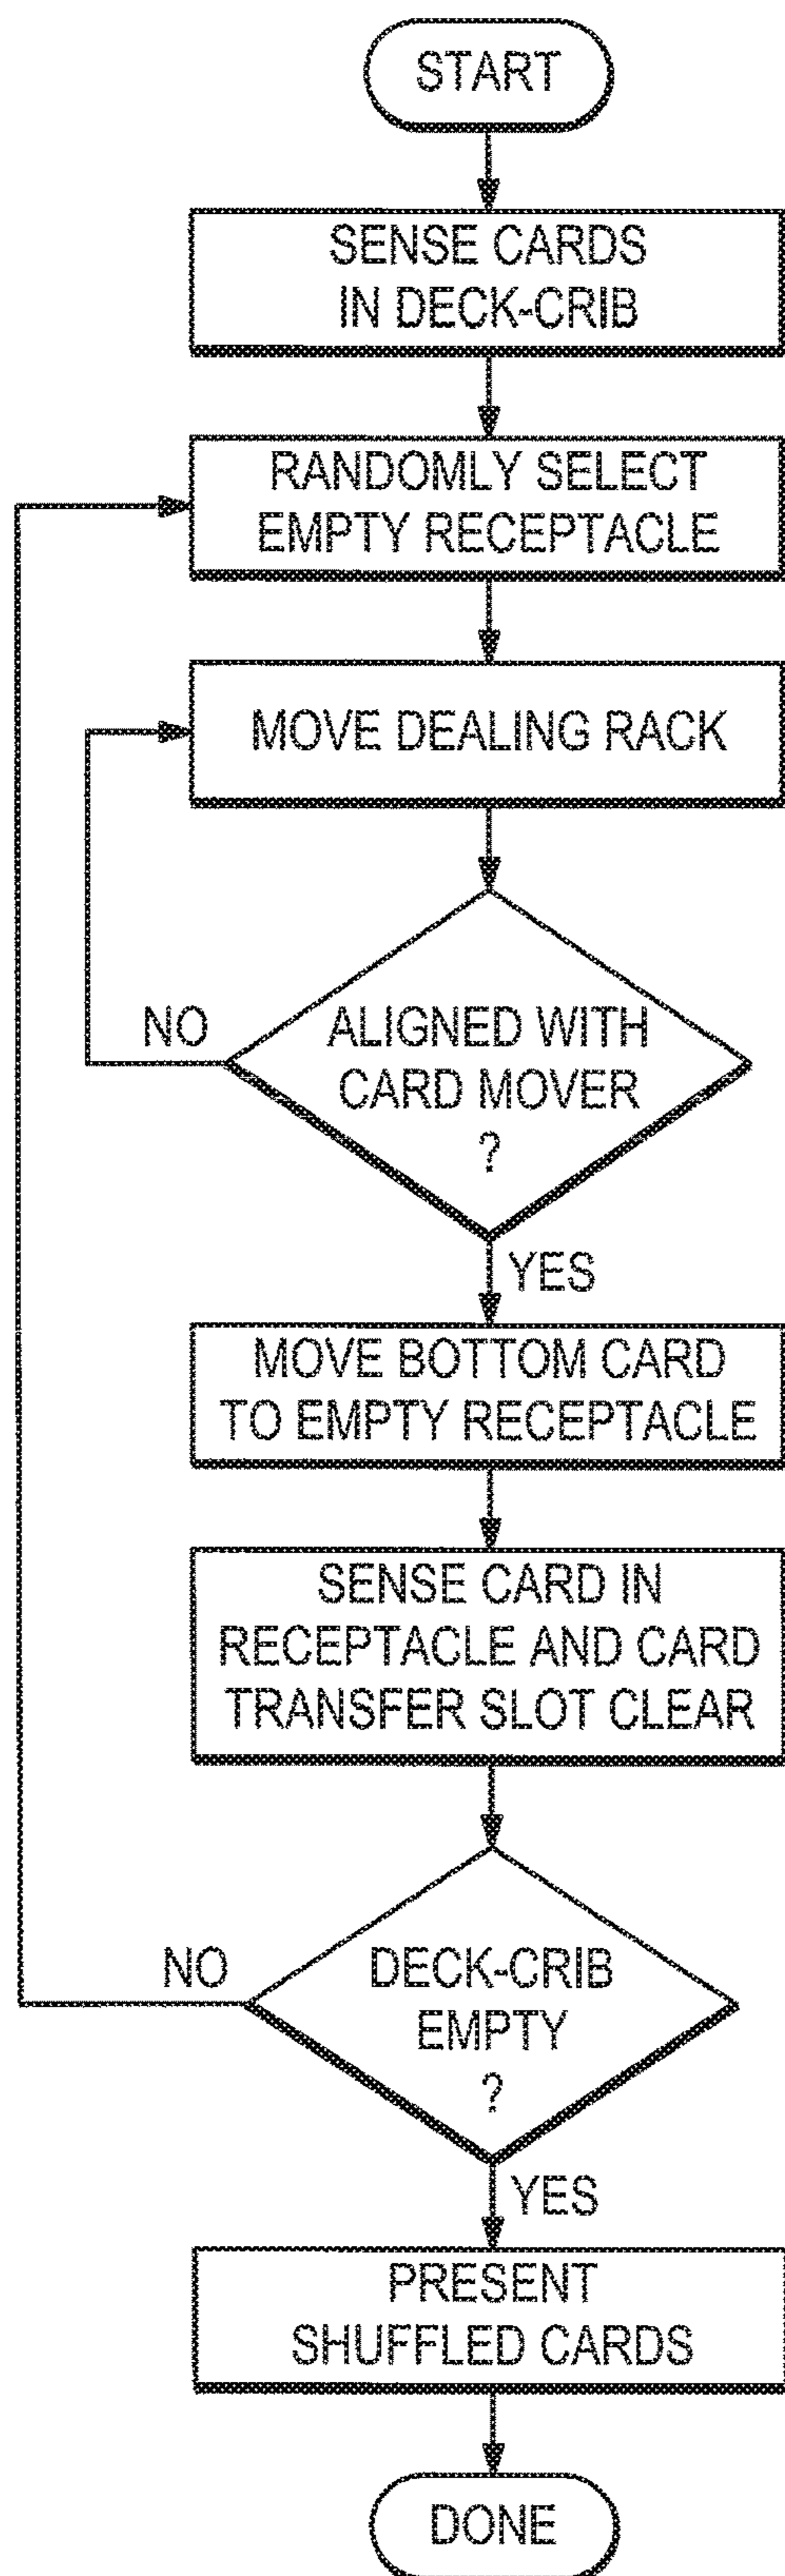 START
SENSE CARDS
IN DECK-CRIB
RANDOMLY SELECT
EMPTY RECEPTACLE
MOVE DEALING RACK
NO
ALIGNED WITH
CARD MOVER
?
YES
MOVE BOTTOM CARD
TO EMPTY RECEPTACLE
SENSE CARD IN
RECEPTACLE AND CARD
TRANSFER SLOT CLEAR
NO
DECK-CRIB
EMPTY
?
YES
PRESENT
SHUFFLED CARDS
DONE